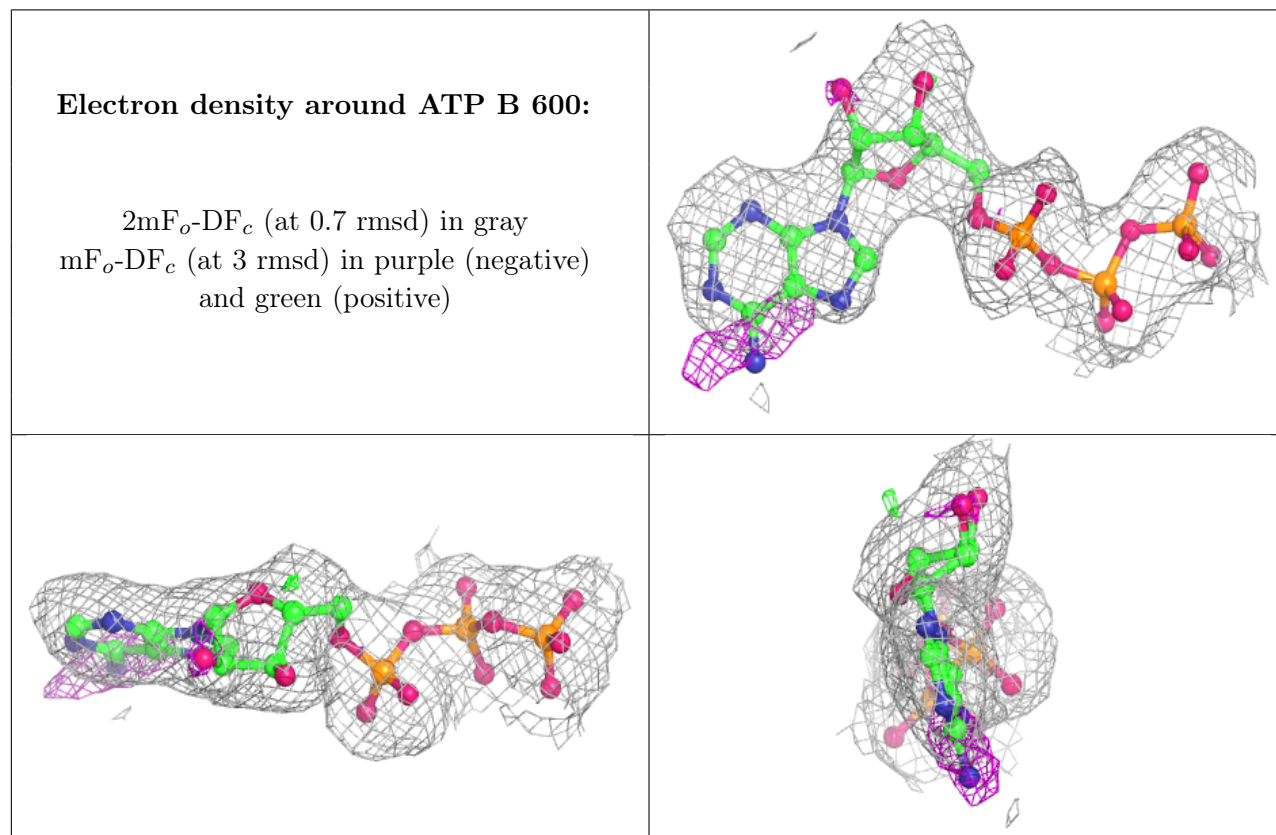 Electron density around ATP B 600:
2mFₒ-DF𝒸 (at 0.7 rmsd) in gray
mFₒ-DF𝒸 (at 3 rmsd) in purple (negative)
and green (positive)